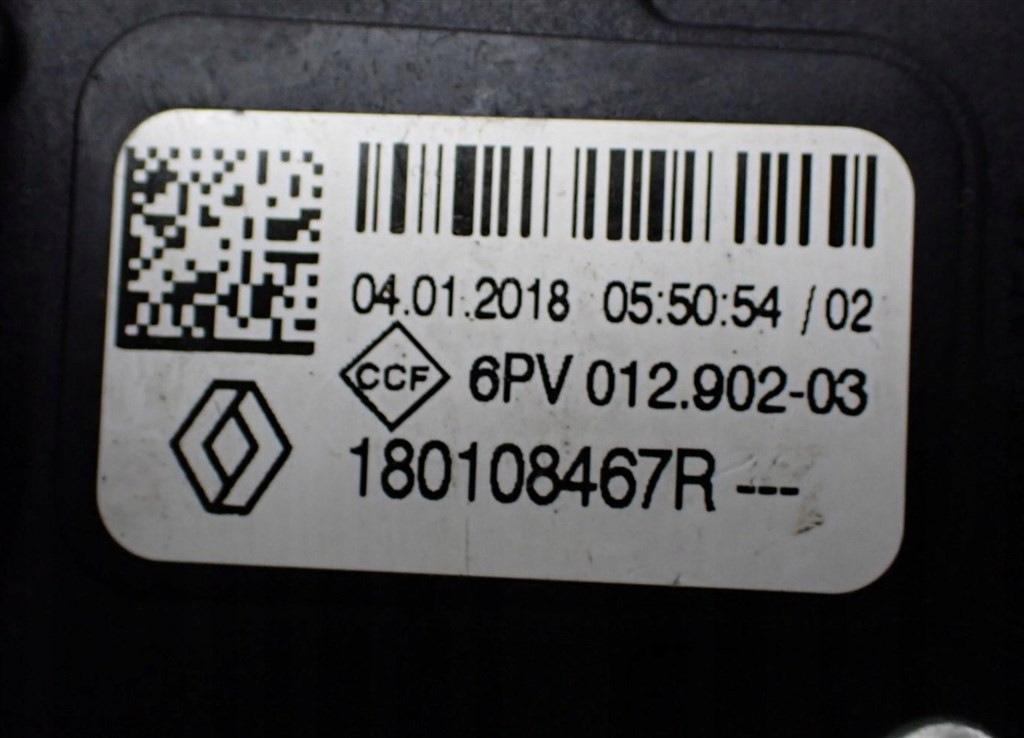 04.01.2018 05:50:54 / 02
CCF 6PV 012.902-03
180108467R ---